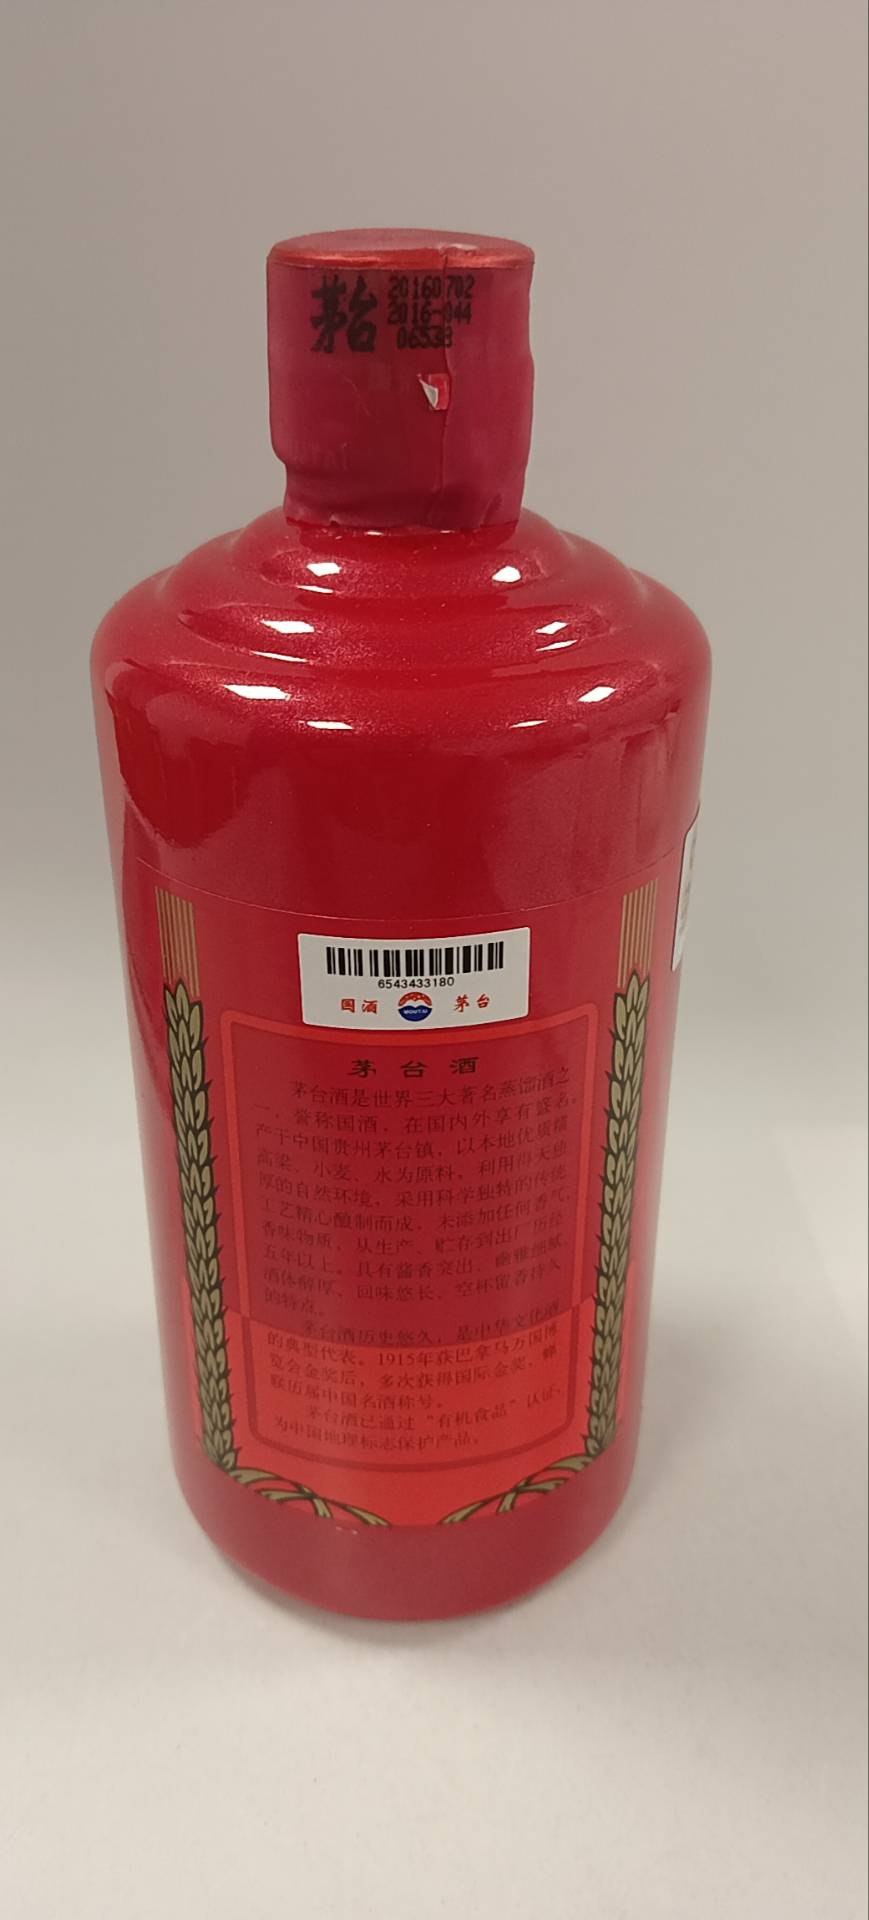 茅台
20160702
2016-044
06538
6543433180
国酒 MOUTAI 茅台
茅台酒
茅台酒是世界三大著名蒸馏酒之
一，誉称国酒，在国内外享有盛名。
产于中国贵州茅台镇，以本地优质糯
高粱、小麦、水为原料，利用得天独
厚的自然环境，采用科学独特的传统
工艺精心酿制而成，未添加任何香气、
香味物质，从生产、贮存到出厂历经
五年以上。具有酱香突出、幽雅细腻、
酒体醇厚、回味悠长、空杯留香持久
的特点。
茅台酒历史悠久，是中华文化酒
的典型代表。1915年获巴拿马万国博
览会金奖后，多次获得国际金奖，蝉
联历届中国名酒称号。
茅台酒已通过“有机食品”认证，
为中国地理标志保护产品。